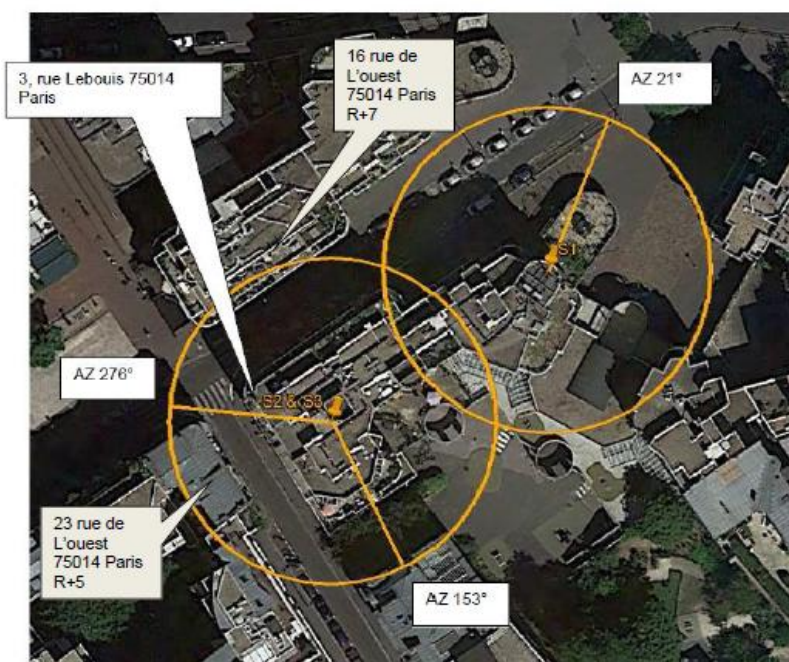 3, rue Lebouis 75014
Paris
16 rue de
L'ouest
75014 Paris
R+7
AZ 21°
S1
AZ 276°
S2 & S3
23 rue de
L'ouest
75014 Paris
R+5
AZ 153°